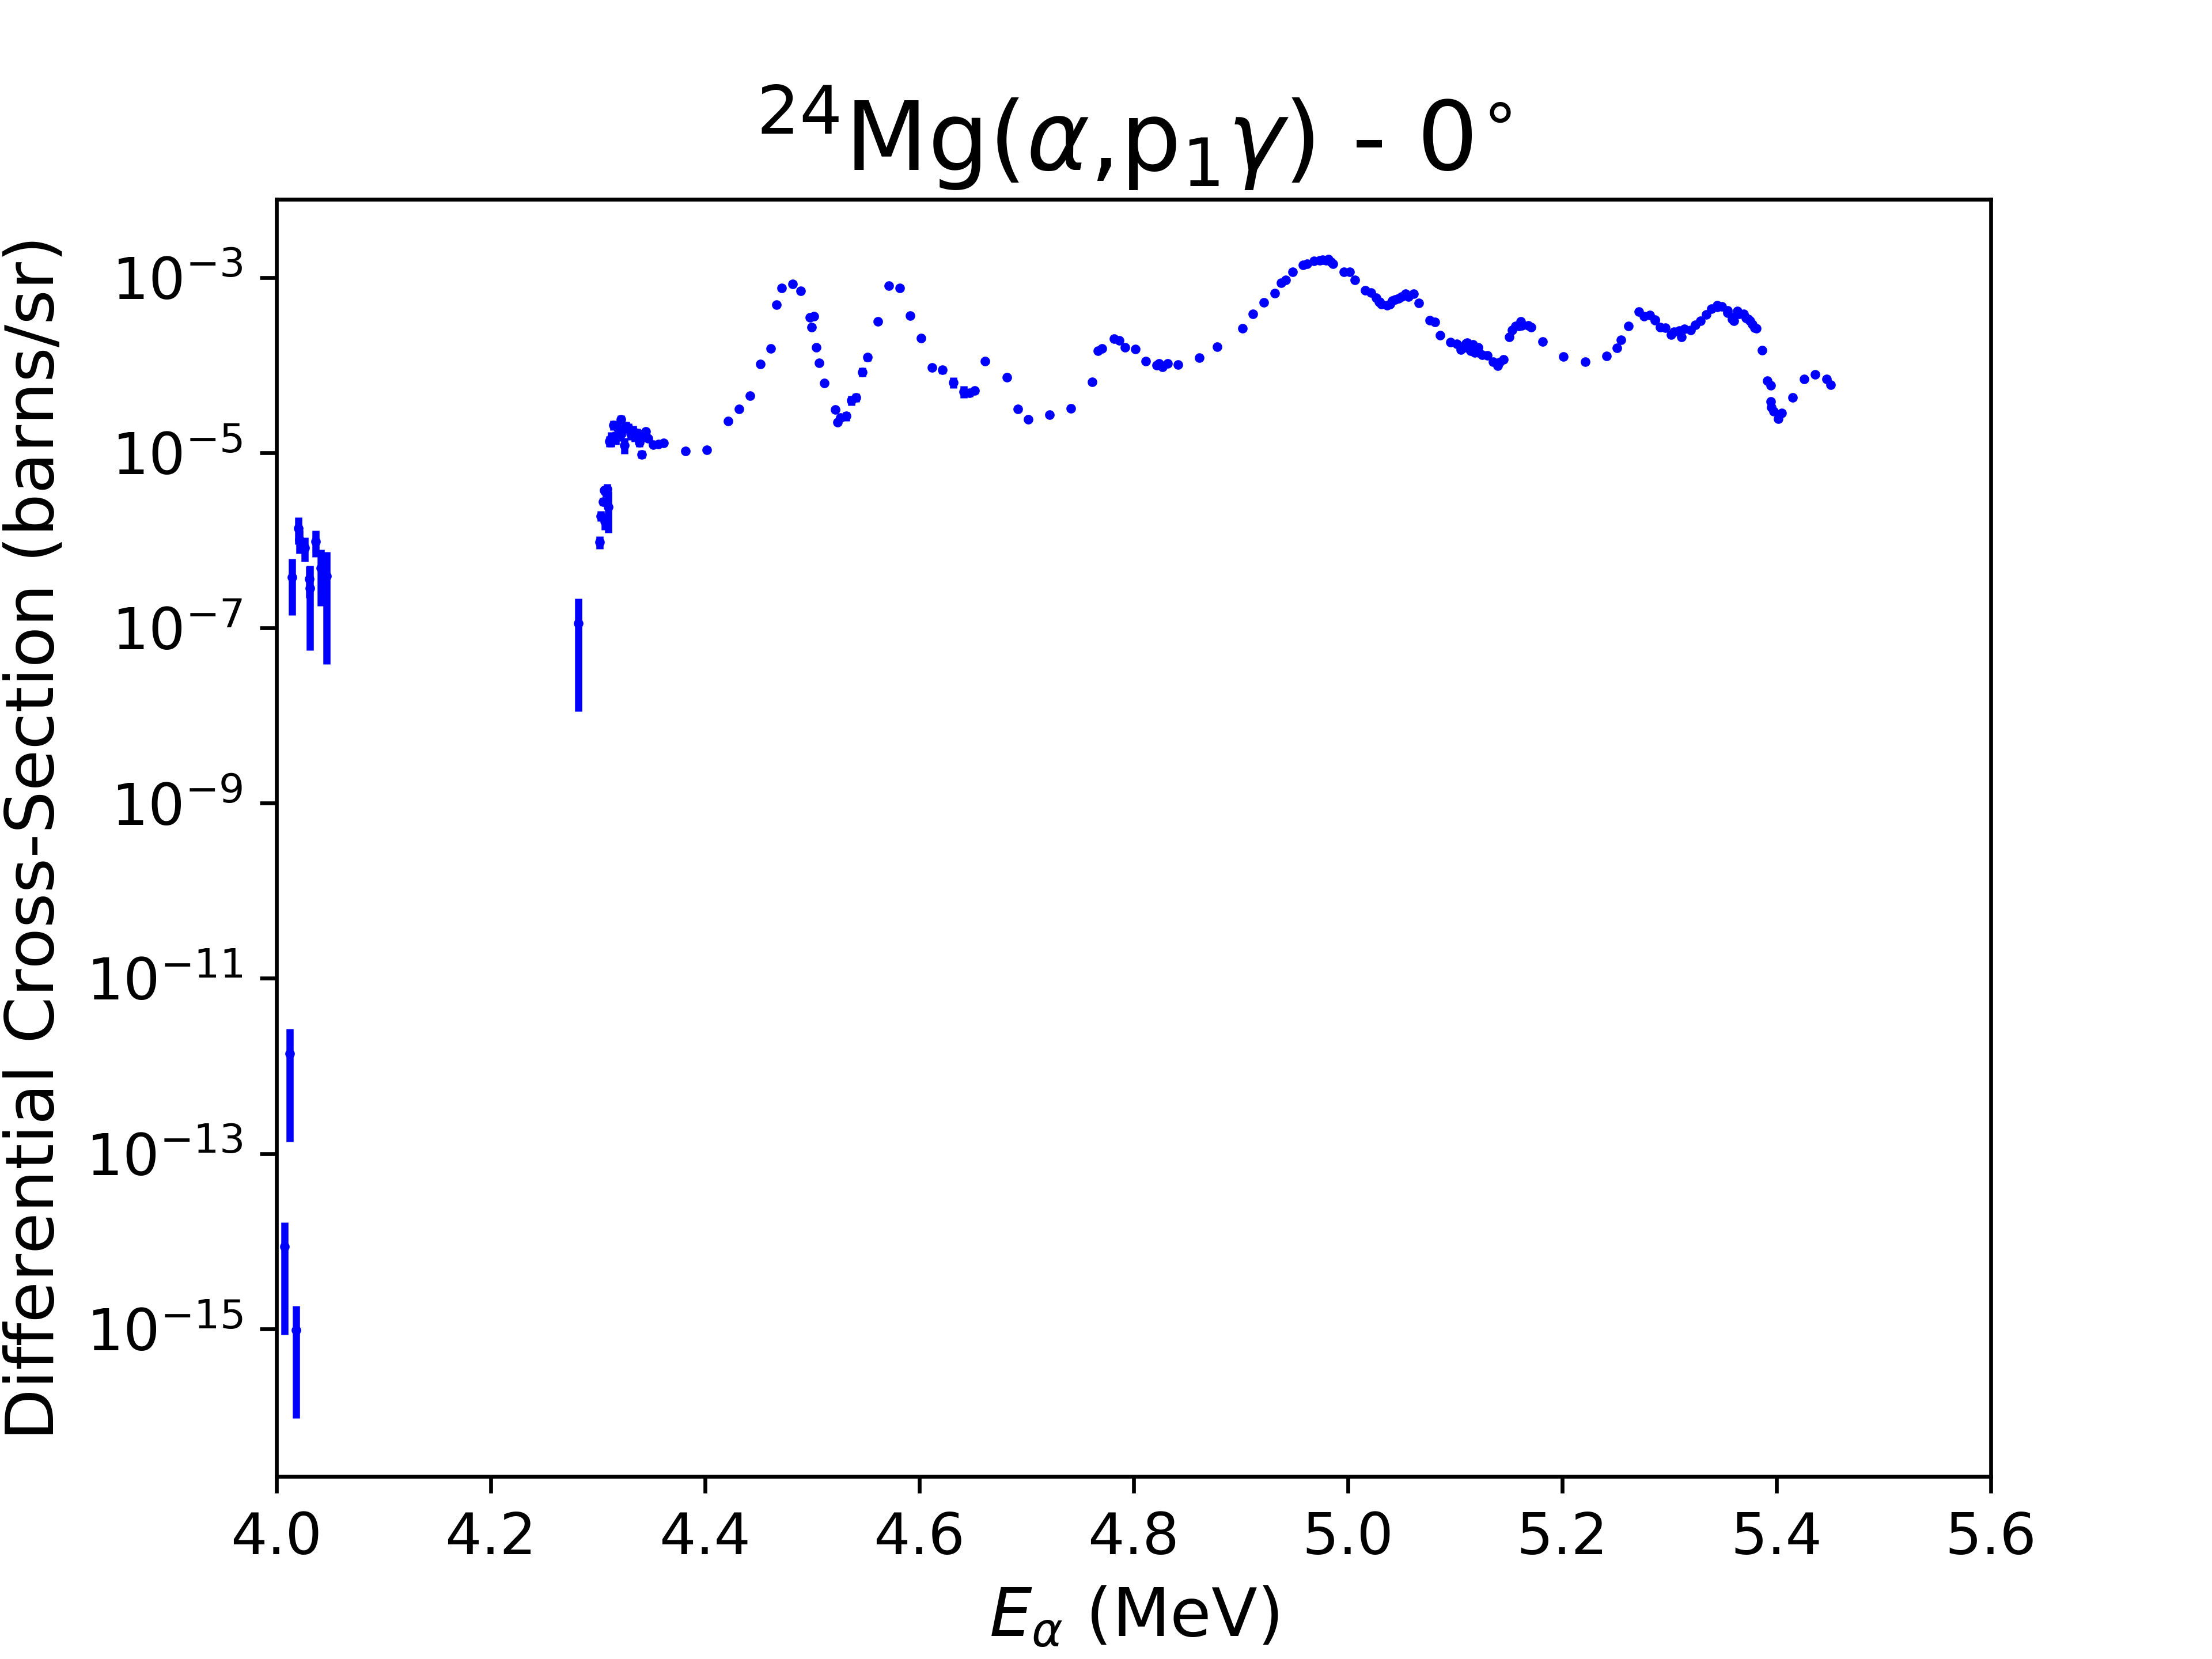 ²⁴Mg(α,p₁γ) - 0°
Differential Cross-Section (barns/sr)
10⁻³
10⁻⁵
10⁻⁷
10⁻⁹
10⁻¹¹
10⁻¹³
10⁻¹⁵
4.0 4.2 4.4 4.6 4.8 5.0 5.2 5.4 5.6
E_α (MeV)